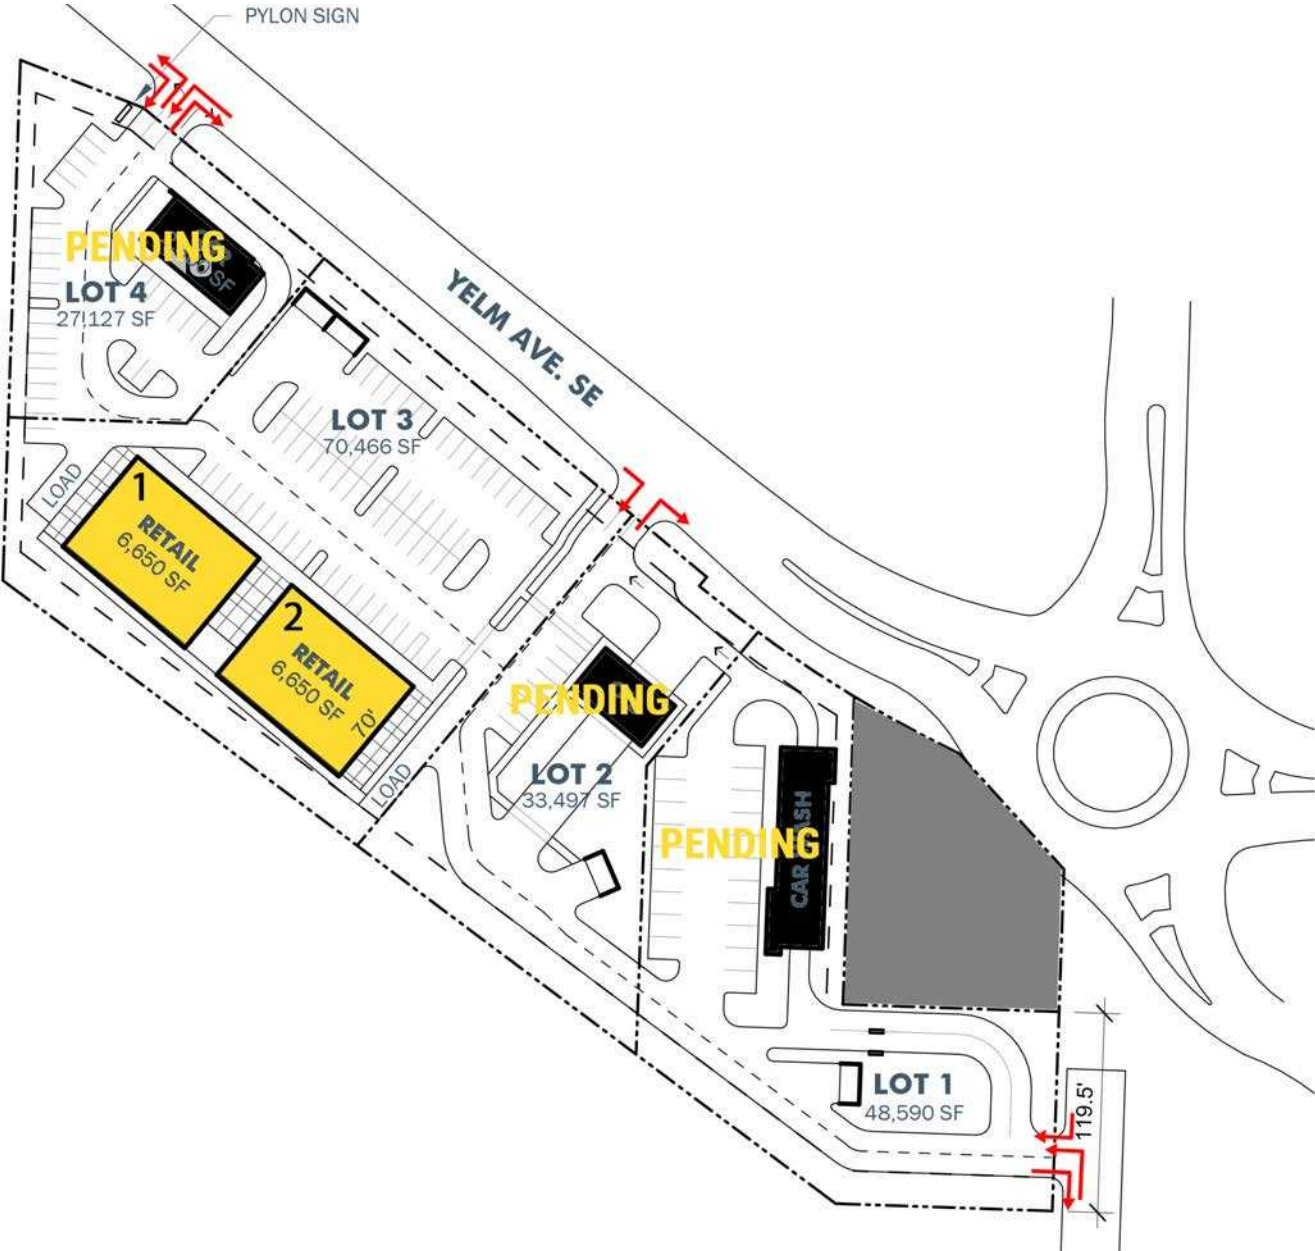 PYLON SIGN
YELM AVE. SE
PENDING
SF
LOT 4
27,127 SF
LOT 3
70,466 SF
LOAD
1
RETAIL
6,650 SF
2
RETAIL
6,650 SF
70'
LOAD
PENDING
LOT 2
33,497 SF
PENDING
CAR
LOT 1
48,590 SF
119.5'